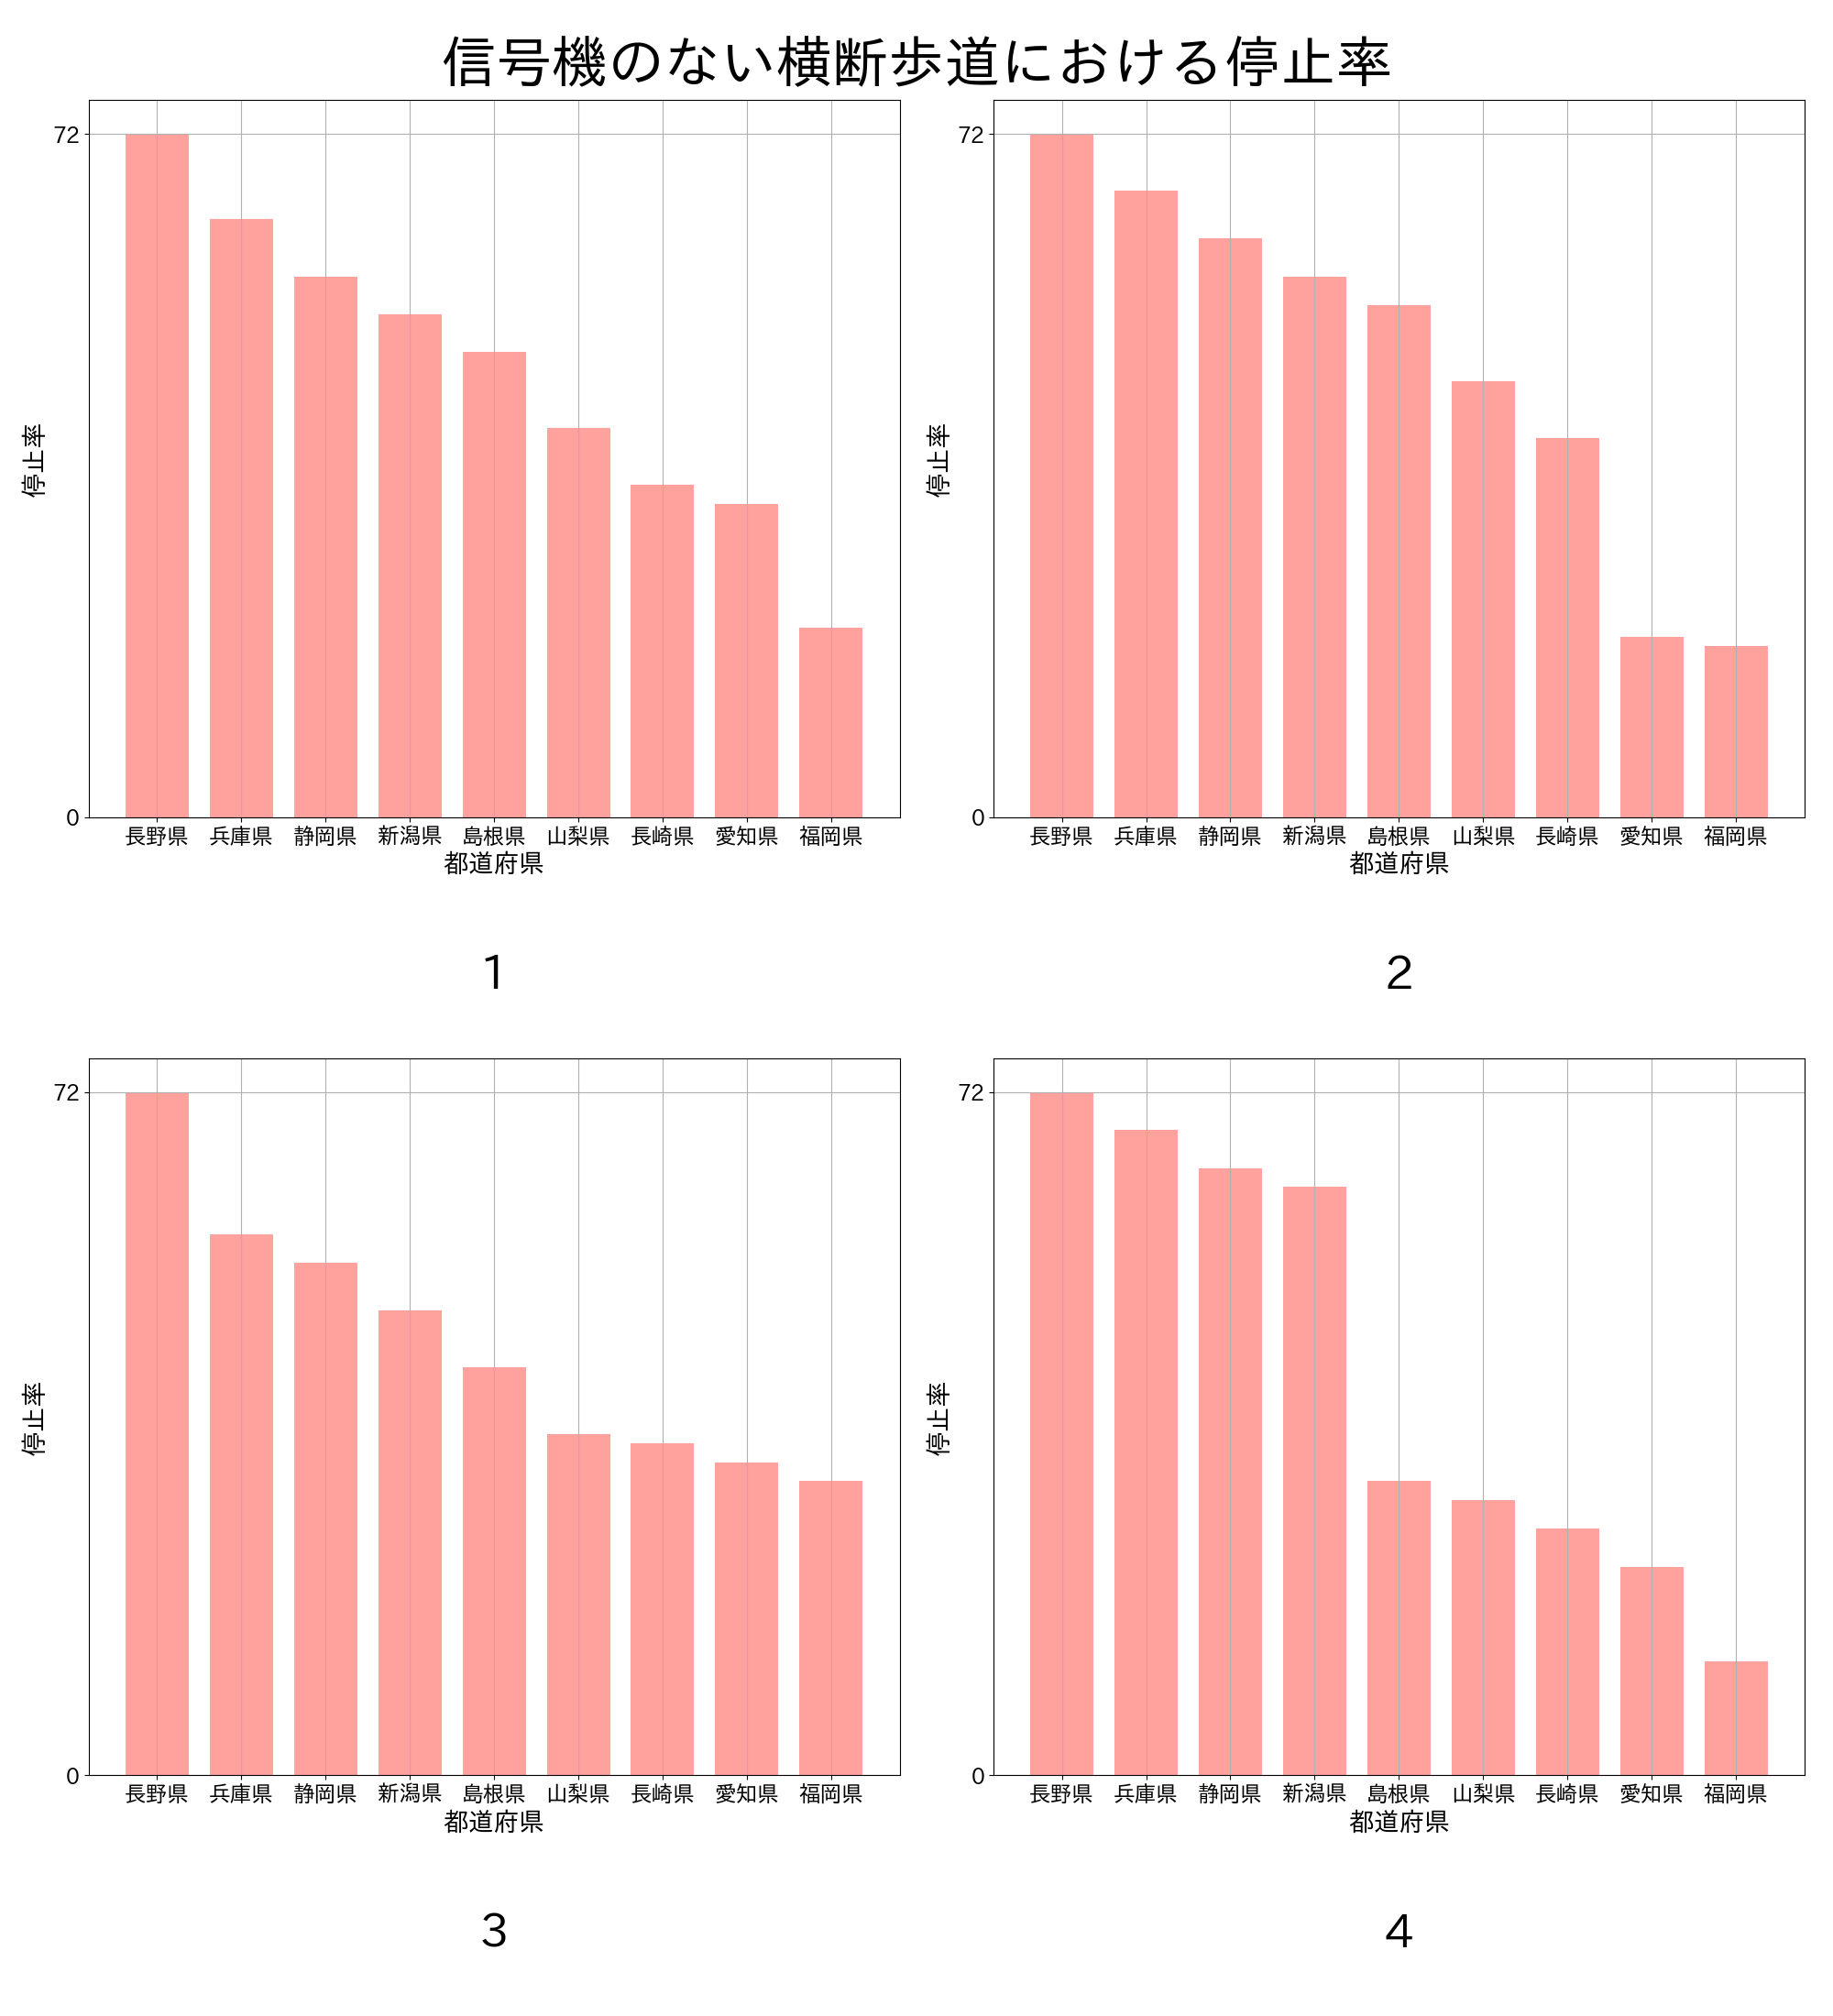 信号機のない横断歩道における停止率
72
0
停止率
長野県 兵庫県 静岡県 新潟県 島根県 山梨県 長崎県 愛知県 福岡県
都道府県
1
72
0
停止率
長野県 兵庫県 静岡県 新潟県 島根県 山梨県 長崎県 愛知県 福岡県
都道府県
2
72
0
停止率
長野県 兵庫県 静岡県 新潟県 島根県 山梨県 長崎県 愛知県 福岡県
都道府県
3
72
0
停止率
長野県 兵庫県 静岡県 新潟県 島根県 山梨県 長崎県 愛知県 福岡県
都道府県
4